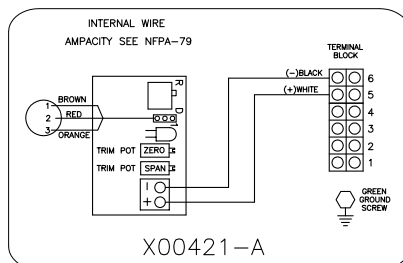 INTERNAL WIRE
AMPACITY SEE NFPA-79
TERMINAL
BLOCK
(-)BLACK
(+)WHITE
6
5
4
3
2
1
BROWN
RED
ORANGE
1
2
3
R
D
1
TRIM POT ZERO
TRIM POT SPAN
-
+
GREEN
GROUND
SCREW
X00421-A